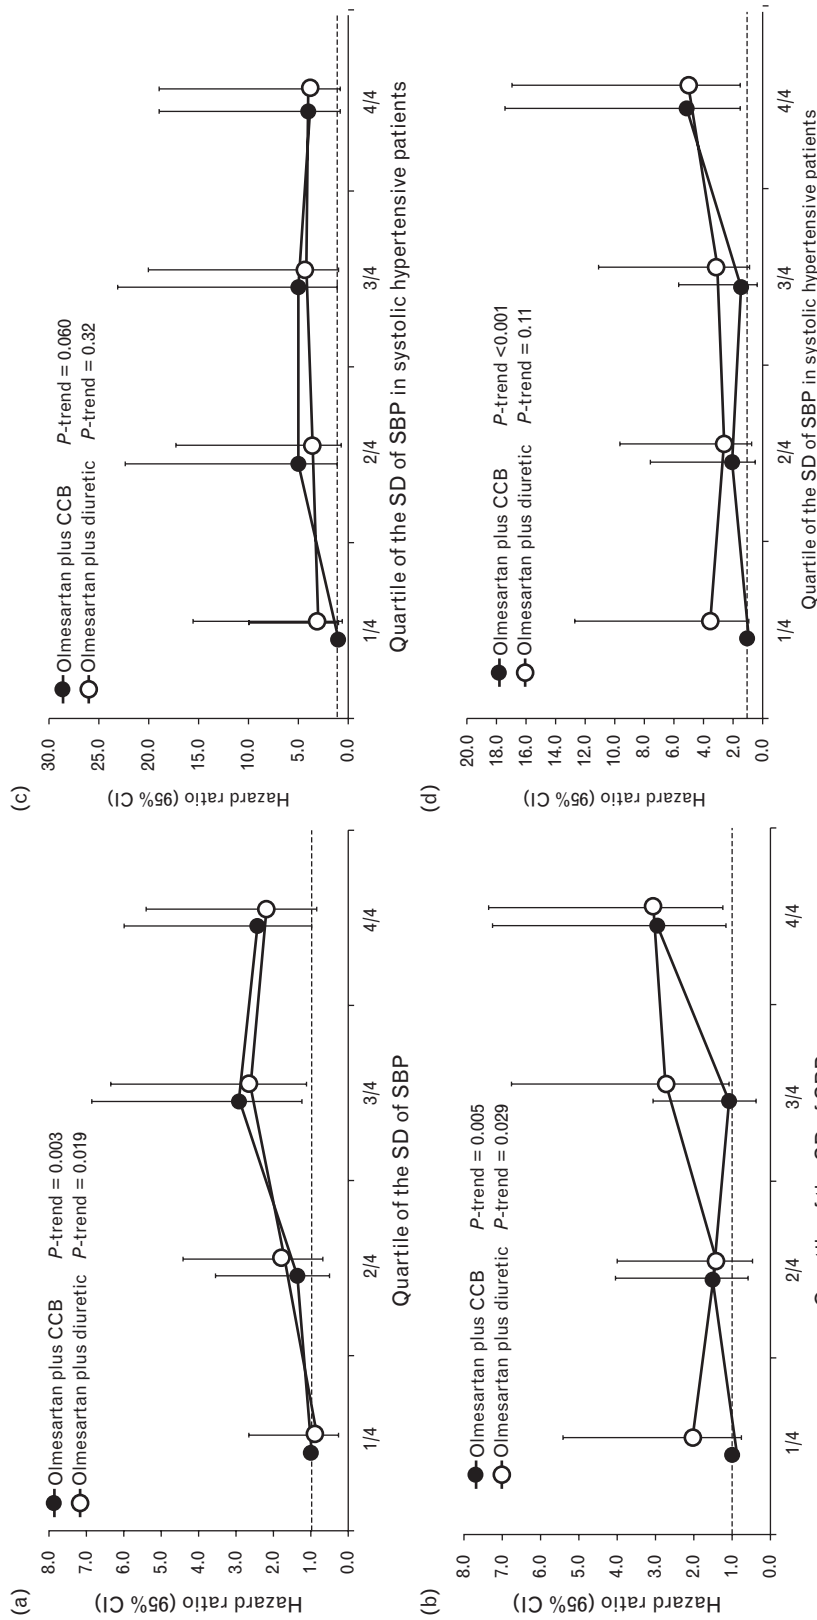 (a)
Olmesartan plus CCB P-trend = 0.003
Olmesartan plus diuretic P-trend = 0.019
8.0
7.0
6.0
5.0
4.0
3.0
2.0
1.0
0.0
Hazard ratio (95% CI)
1/4 2/4 3/4 4/4
Quartile of the SD of SBP
(b)
Olmesartan plus CCB P-trend = 0.005
Olmesartan plus diuretic P-trend = 0.029
8.0
7.0
6.0
5.0
4.0
3.0
2.0
1.0
0.0
Hazard ratio (95% CI)
1/4 2/4 3/4 4/4
(c)
Olmesartan plus CCB P-trend = 0.060
Olmesartan plus diuretic P-trend = 0.32
30.0
25.0
20.0
15.0
10.0
5.0
0.0
Hazard ratio (95% CI)
1/4 2/4 3/4 4/4
Quartile of the SD of SBP in systolic hypertensive patients
(d)
Olmesartan plus CCB P-trend <0.001
Olmesartan plus diuretic P-trend = 0.11
20.0
18.0
16.0
14.0
12.0
10.0
8.0
6.0
4.0
2.0
0.0
Hazard ratio (95% CI)
1/4 2/4 3/4 4/4
Quartile of the SD of SBP in systolic hypertensive patients